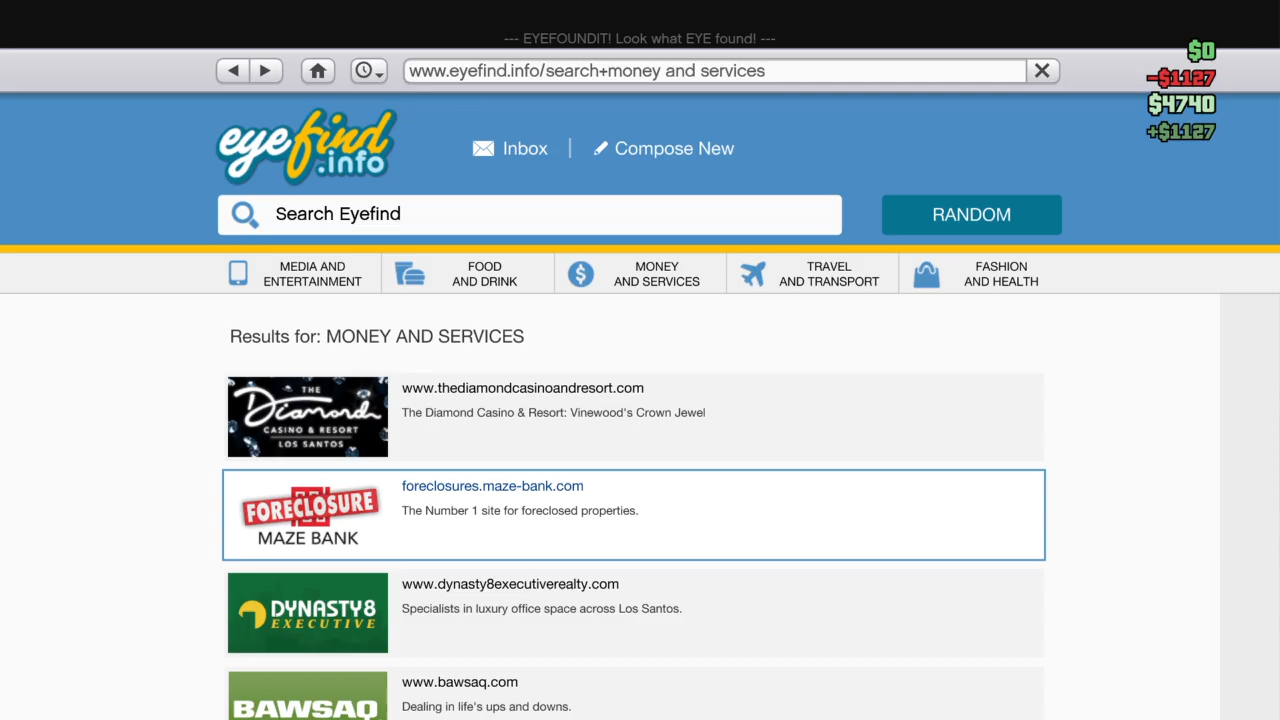 --- EYEFOUNDIT! Look what EYE found! ---
www.eyefind.info/search+money and services
$0
-$1127
$4740
+$1127
eyefind
.info
Inbox
Compose New
Search Eyefind
RANDOM
MEDIA AND
ENTERTAINMENT
FOOD
AND DRINK
MONEY
AND SERVICES
TRAVEL
AND TRANSPORT
FASHION
AND HEALTH
Results for: MONEY AND SERVICES
THE
Diamond
CASINO & RESORT
LOS SANTOS
www.thediamondcasinoandresort.com
The Diamond Casino & Resort: Vinewood's Crown Jewel
FORECLOSURE
MAZE BANK
foreclosures.maze-bank.com
The Number 1 site for foreclosed properties.
DYNASTY8
EXECUTIVE
www.dynasty8executiverealty.com
Specialists in luxury office space across Los Santos.
BAWSAQ
www.bawsaq.com
Dealing in life's ups and downs.